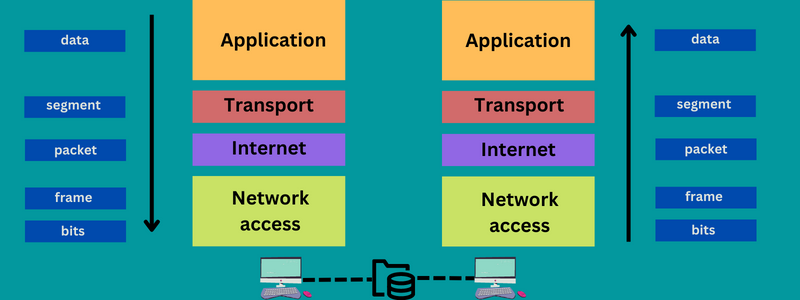 data
segment
packet
frame
bits
Application
Transport
Internet
Network
access
Application
Transport
Internet
Network
access
data
segment
packet
frame
bits